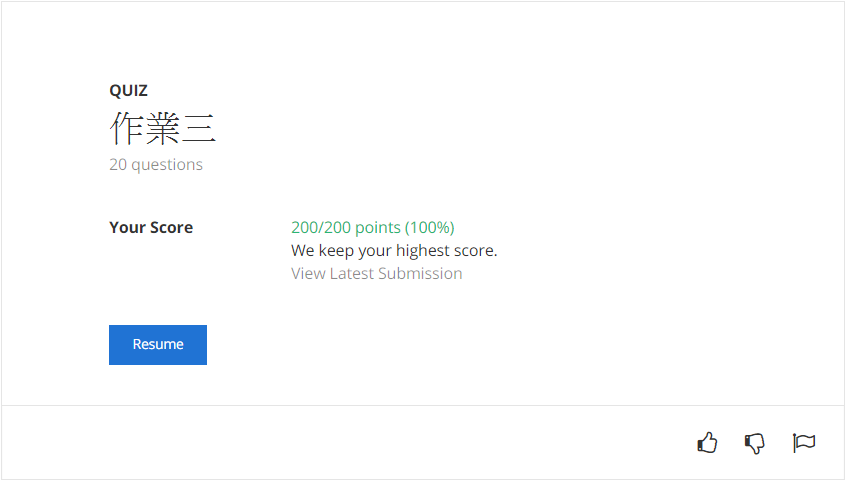 QUIZ
作業三
20 questions
Your Score
200/200 points (100%)
We keep your highest score.
View Latest Submission
Resume